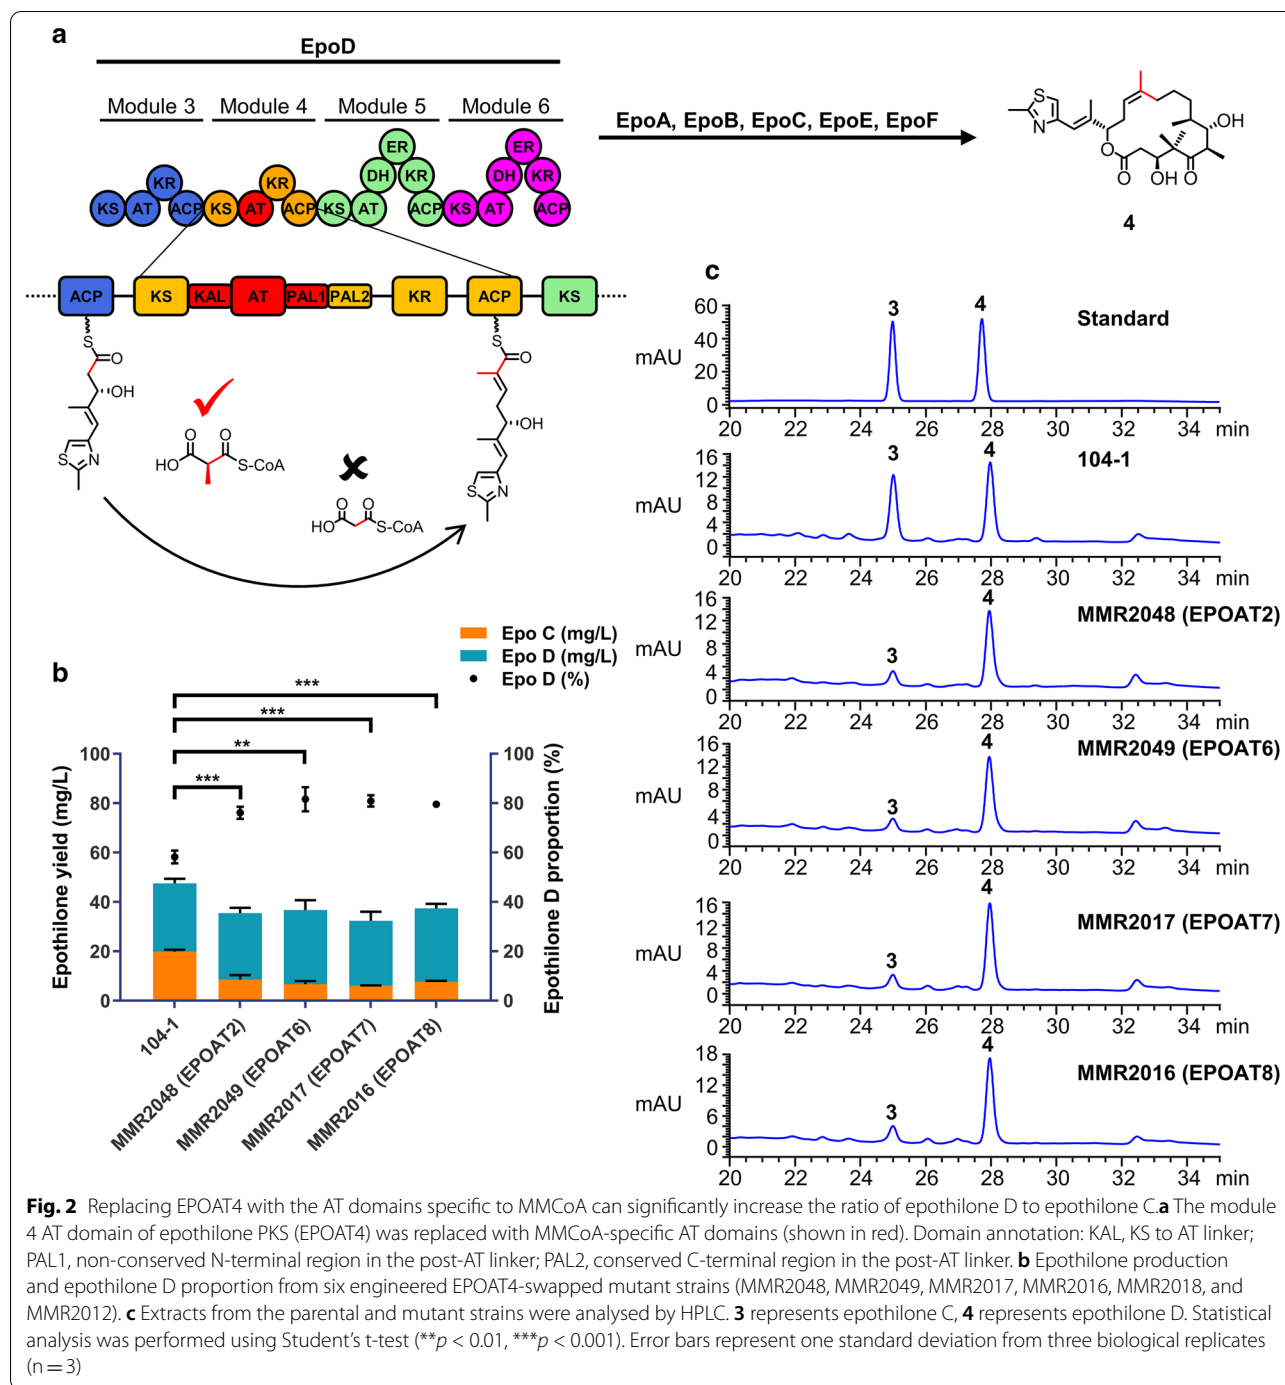 a
EpoD
Module 3 Module 4 Module 5 Module 6
KS AT KR ACP KS AT KR ACP KS AT DH ER KR ACP KS AT DH ER KR ACP
EpoA, EpoB, EpoC, EpoE, EpoF
S N O O OH O OH
4
ACP KS KAL AT PAL1 PAL2 KR ACP KS
S O OH S N
HO O O S-CoA
HO O O S-CoA
S O OH S N
b
Epo C (mg/L)
Epo D (mg/L)
Epo D (%)
***
***
**
***
Epothilone yield (mg/L)
100 80 60 40 20 0
Epothilone D proportion (%)
100 80 60 40 20 0
104-1
MMR2048 (EPOAT2)
MMR2049 (EPOAT6)
MMR2017 (EPOAT7)
MMR2016 (EPOAT8)
c
Standard
mAU
60 40 20 0
3 4
20 22 24 26 28 30 32 34 min
104-1
mAU
16 12 8 4 0
3 4
20 22 24 26 28 30 32 34 min
MMR2048 (EPOAT2)
mAU
16 12 8 4 0
3 4
20 22 24 26 28 30 32 34 min
MMR2049 (EPOAT6)
mAU
16 12 8 4 0
3 4
20 22 24 26 28 30 32 34 min
MMR2017 (EPOAT7)
mAU
16 12 8 4 0
3 4
20 22 24 26 28 30 32 34 min
MMR2016 (EPOAT8)
mAU
18 12 6 0
3 4
20 22 24 26 28 30 32 34 min
Fig. 2 Replacing EPOAT4 with the AT domains specific to MMCoA can significantly increase the ratio of epothilone D to epothilone C.a The module
4 AT domain of epothilone PKS (EPOAT4) was replaced with MMCoA-specific AT domains (shown in red). Domain annotation: KAL, KS to AT linker;
PAL1, non-conserved N-terminal region in the post-AT linker; PAL2, conserved C-terminal region in the post-AT linker. b Epothilone production
and epothilone D proportion from six engineered EPOAT4-swapped mutant strains (MMR2048, MMR2049, MMR2017, MMR2016, MMR2018, and
MMR2012). c Extracts from the parental and mutant strains were analysed by HPLC. 3 represents epothilone C, 4 represents epothilone D. Statistical
analysis was performed using Student's t-test (**p < 0.01, ***p < 0.001). Error bars represent one standard deviation from three biological replicates
(n = 3)